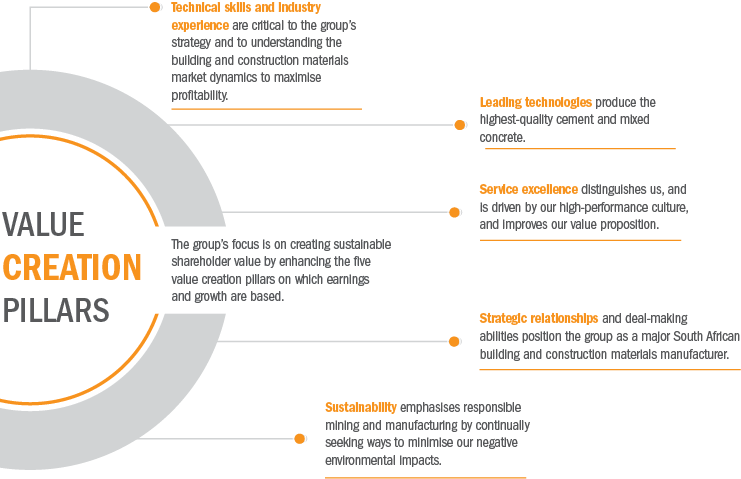 Technical skills and industry
experience are critical to the group's
strategy and to understanding the
building and construction materials
market dynamics to maximise
profitability.
Leading technologies produce the
highest-quality cement and mixed
concrete.
Service excellence distinguishes us, and
is driven by our high-performance culture,
and improves our value proposition.
VALUE
CREATION
PILLARS
The group's focus is on creating sustainable
shareholder value by enhancing the five
value creation pillars on which earnings
and growth are based.
Strategic relationships and deal-making
abilities position the group as a major South African
building and construction materials manufacturer.
Sustainability emphasises responsible
mining and manufacturing by continually
seeking ways to minimise our negative
environmental impacts.